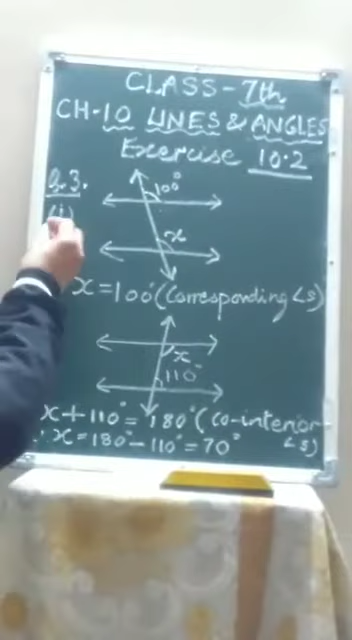 CLASS - 7th
CH-10 LINES & ANGLES
Exercise 10.2
Q.3.
(i)
100°
x
x = 100° (Corresponding ∠s)
x
110°
x + 110° = 180° (Co-interior ∠s)
∴ x = 180° - 110° = 70°